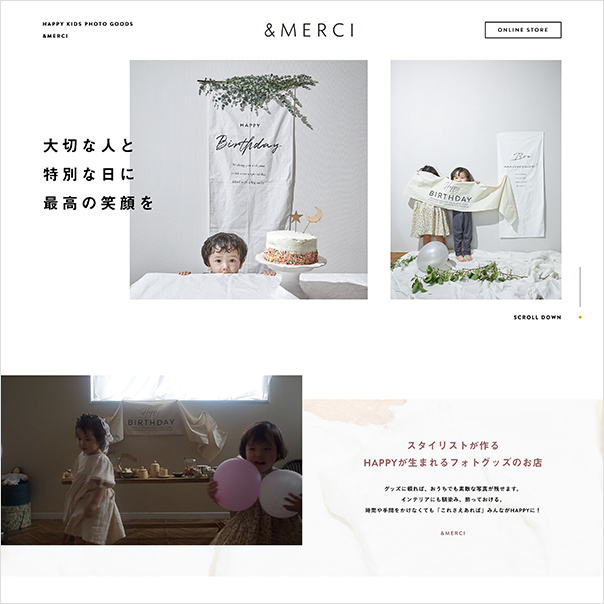 HAPPY KIDS PHOTO GOODS
&MERCI
&MERCI
ONLINE STORE
大切な人と
特別な日に
最高の笑顔を
HAPPY
Birthday
Happy
BIRTHDAY
SCROLL DOWN
Happy
BIRTHDAY
スタイリストが作る
HAPPYが生まれるフォトグッズのお店
グッズに頼れば、おうちでも素敵な写真が残せます。
インテリアにも馴染み、飾っておける。
時間や手間をかけなくても「これさえあれば」みんながHAPPYに！
&MERCI